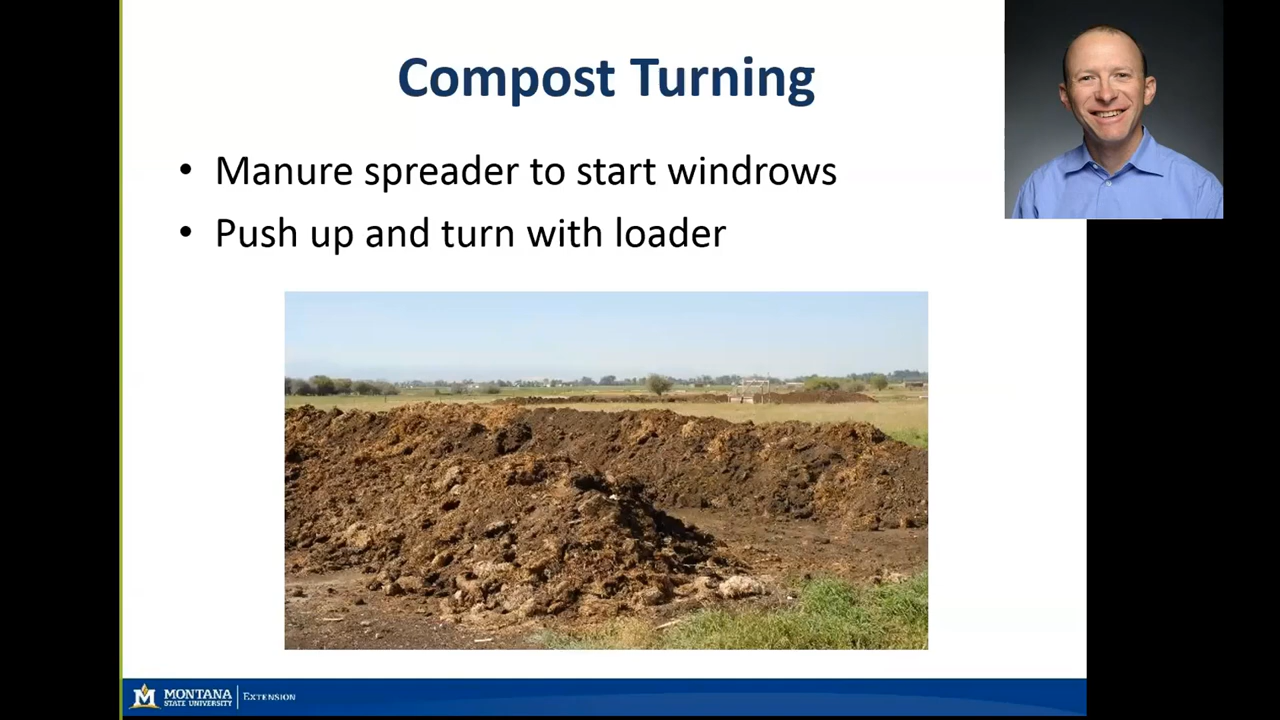 Compost Turning
• Manure spreader to start windrows
• Push up and turn with loader
MONTANA
STATE UNIVERSITY
EXTENSION